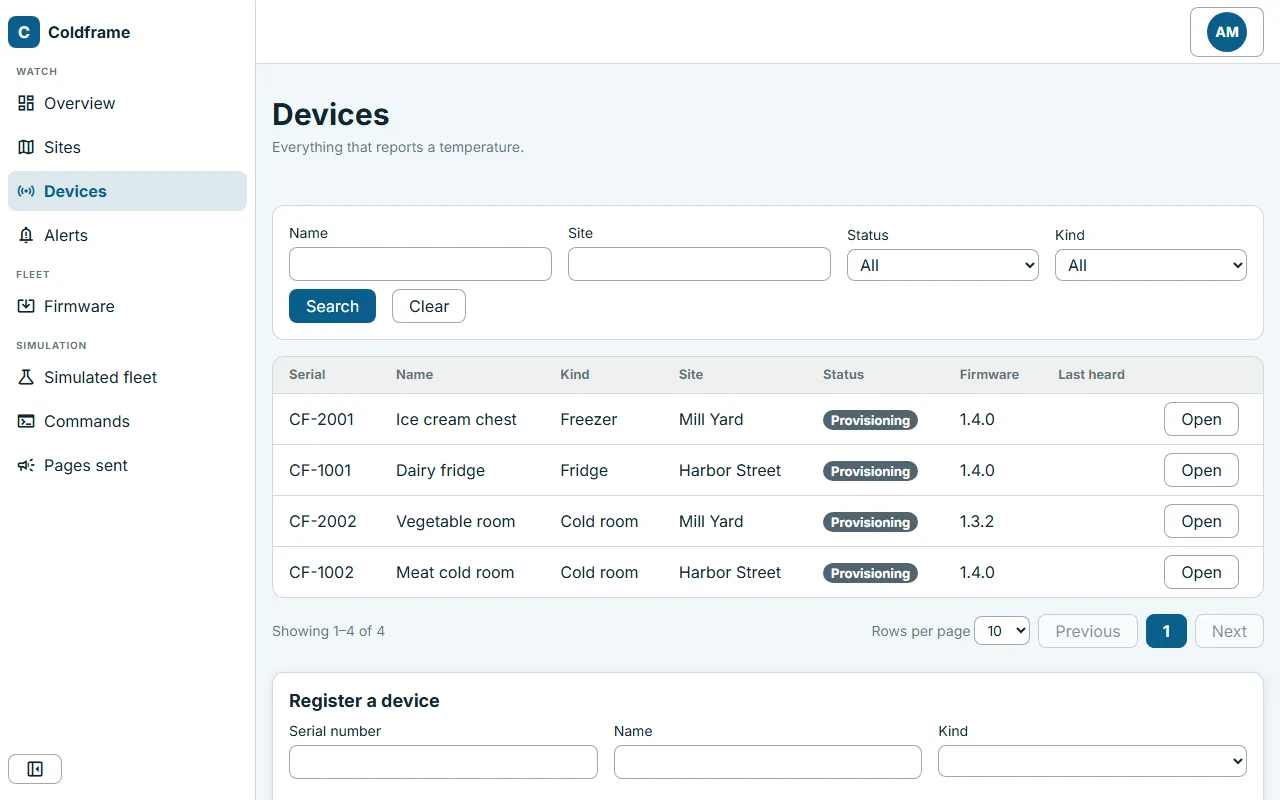 C Coldframe
WATCH
Overview
Sites
Devices
Alerts
FLEET
Firmware
SIMULATION
Simulated fleet
Commands
Pages sent
AM
Devices
Everything that reports a temperature.
Name Site Status Kind
All All
Search Clear
Serial Name Kind Site Status Firmware Last heard
CF-2001 Ice cream chest Freezer Mill Yard Provisioning 1.4.0 Open
CF-1001 Dairy fridge Fridge Harbor Street Provisioning 1.4.0 Open
CF-2002 Vegetable room Cold room Mill Yard Provisioning 1.3.2 Open
CF-1002 Meat cold room Cold room Harbor Street Provisioning 1.4.0 Open
Showing 1–4 of 4 Rows per page 10 Previous 1 Next
Register a device
Serial number Name Kind